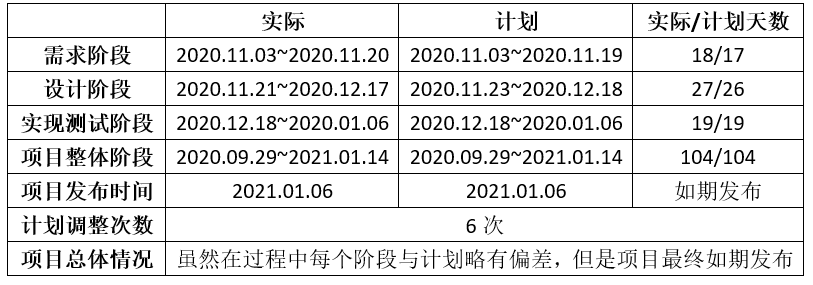 实际 计划 实际/计划天数
需求阶段 2020.11.03~2020.11.20 2020.11.03~2020.11.19 18/17
设计阶段 2020.11.21~2020.12.17 2020.11.23~2020.12.18 27/26
实现测试阶段 2020.12.18~2020.01.06 2020.12.18~2020.01.06 19/19
项目整体阶段 2020.09.29~2021.01.14 2020.09.29~2021.01.14 104/104
项目发布时间 2021.01.06 2021.01.06 如期发布
计划调整次数 6 次
项目总体情况 虽然在过程中每个阶段与计划略有偏差，但是项目最终如期发布